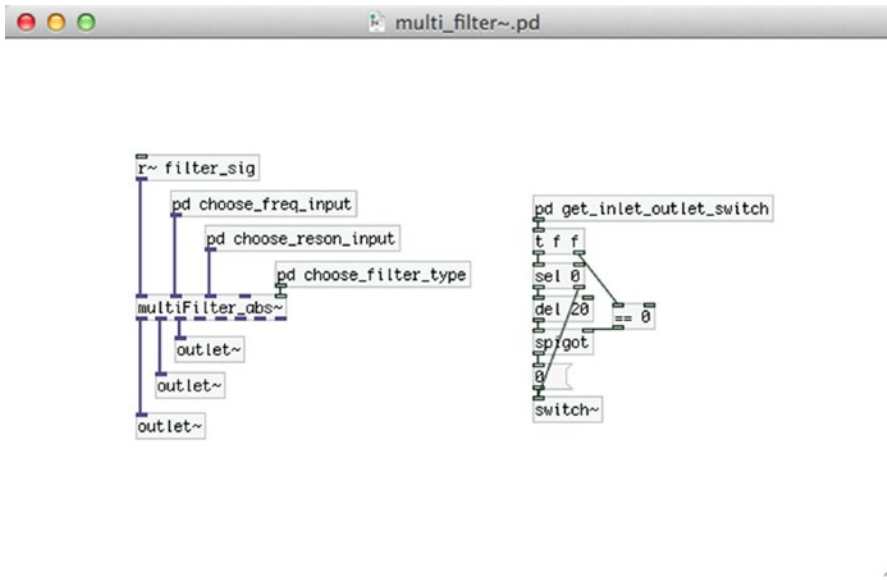 multi_filter~.pd
r~ filter_sig
pd choose_freq_input
pd choose_reson_input
pd choose_filter_type
multiFilter_abs~
outlet~
outlet~
outlet~
pd get_inlet_outlet_switch
t f f
sel 0
del 20
== 0
spigot
0
switch~